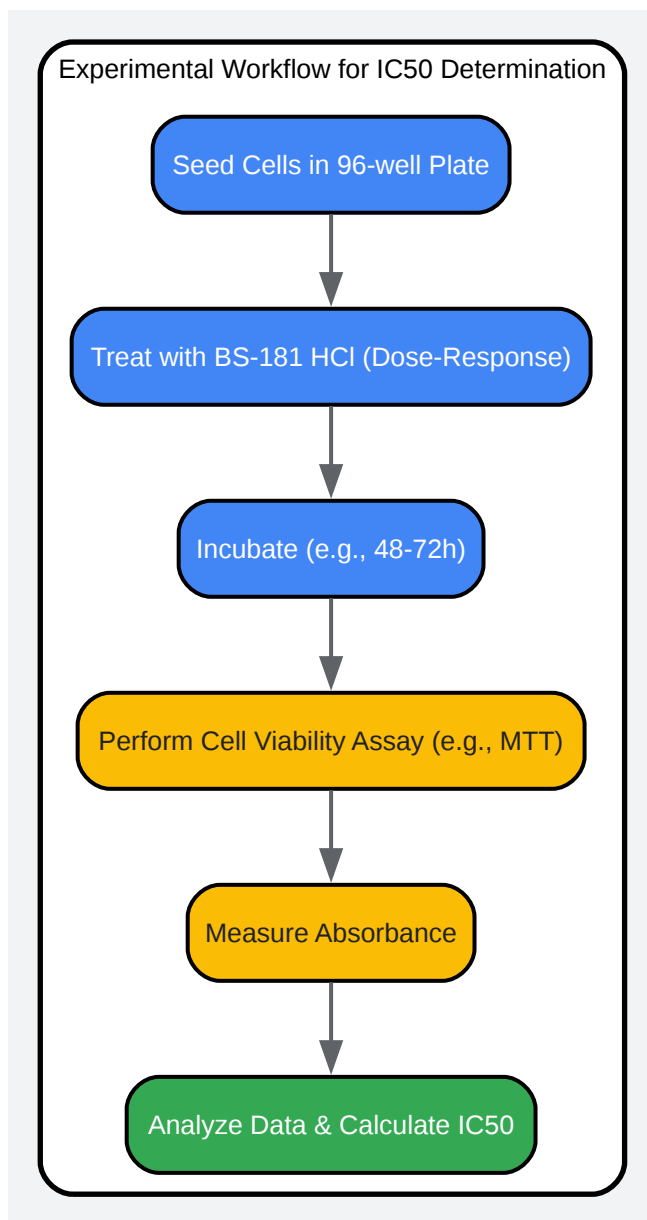 Experimental Workflow for IC50 Determination
Seed Cells in 96-well Plate
Treat with BS-181 HCl (Dose-Response)
Incubate (e.g., 48-72h)
Perform Cell Viability Assay (e.g., MTT)
Measure Absorbance
Analyze Data & Calculate IC50